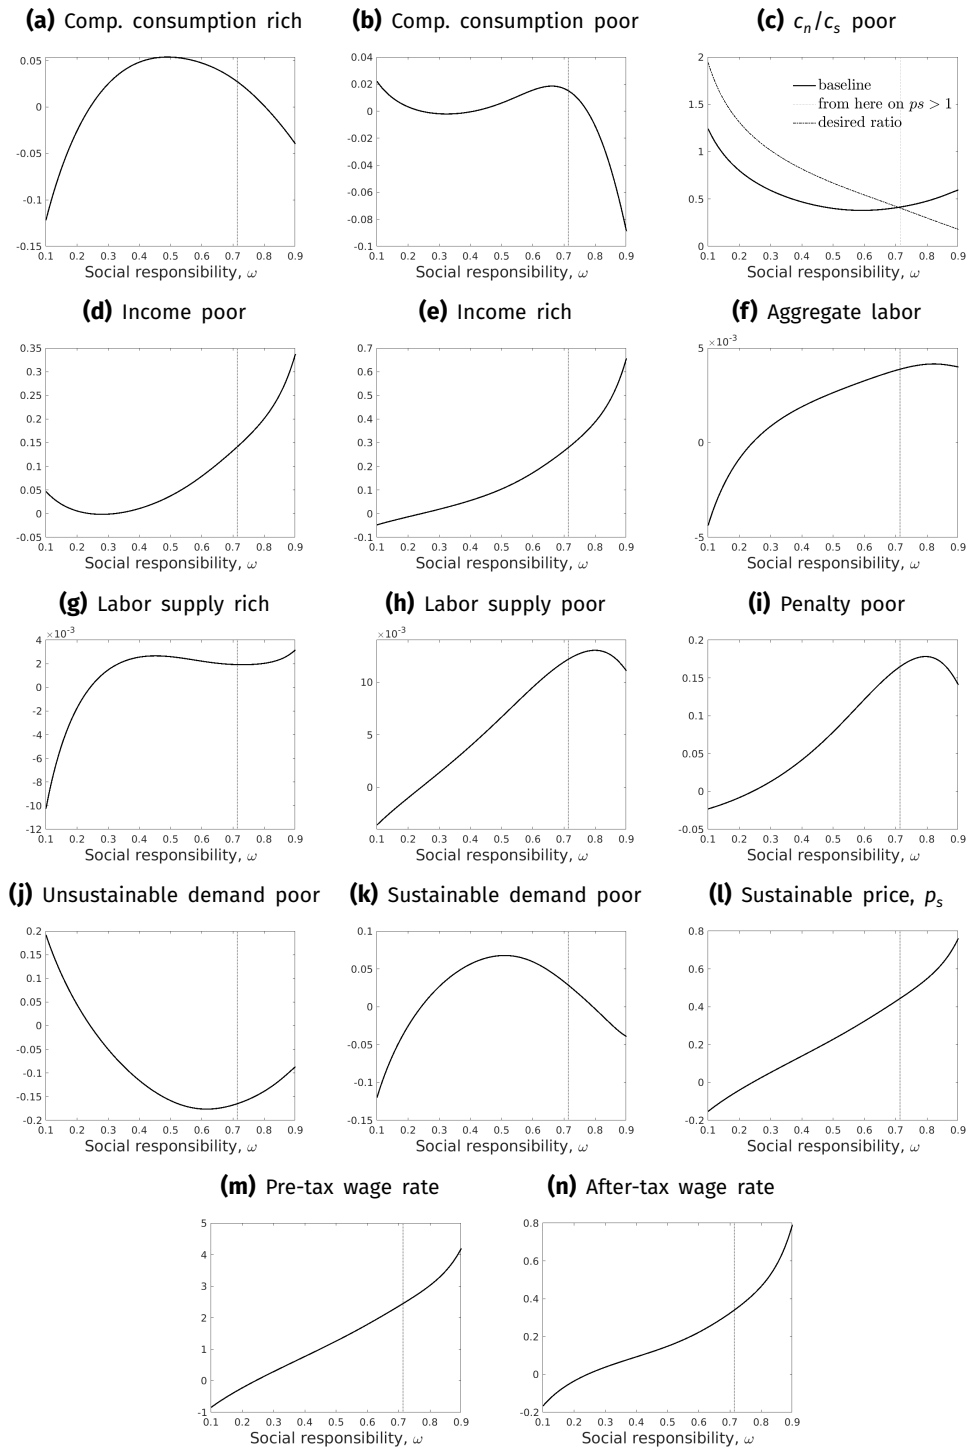 (a) Comp. consumption rich
(b) Comp. consumption poor
(c) cₙ/cₛ poor
0.05
0
-0.05
-0.1
-0.15
0.1 0.2 0.3 0.4 0.5 0.6 0.7 0.8 0.9
Social responsibility, ω
0.04
0.02
0
-0.02
-0.04
-0.06
-0.08
-0.1
0.1 0.2 0.3 0.4 0.5 0.6 0.7 0.8 0.9
Social responsibility, ω
2
1.5
1
0.5
0
baseline
from here on ps > 1
desired ratio
0.1 0.2 0.3 0.4 0.5 0.6 0.7 0.8 0.9
Social responsibility, ω
(d) Income poor
(e) Income rich
(f) Aggregate labor
0.35
0.3
0.25
0.2
0.15
0.1
0.05
0
-0.05
0.1 0.2 0.3 0.4 0.5 0.6 0.7 0.8 0.9
Social responsibility, ω
0.7
0.6
0.5
0.4
0.3
0.2
0.1
0
-0.1
0.1 0.2 0.3 0.4 0.5 0.6 0.7 0.8 0.9
Social responsibility, ω
×10⁻³
5
0
-5
0.1 0.2 0.3 0.4 0.5 0.6 0.7 0.8 0.9
Social responsibility, ω
(g) Labor supply rich
(h) Labor supply poor
(i) Penalty poor
×10⁻³
4
2
0
-2
-4
-6
-8
-10
-12
0.1 0.2 0.3 0.4 0.5 0.6 0.7 0.8 0.9
Social responsibility, ω
×10⁻³
10
5
0
0.1 0.2 0.3 0.4 0.5 0.6 0.7 0.8 0.9
Social responsibility, ω
0.2
0.15
0.1
0.05
0
-0.05
0.1 0.2 0.3 0.4 0.5 0.6 0.7 0.8 0.9
Social responsibility, ω
(j) Unsustainable demand poor
(k) Sustainable demand poor
(l) Sustainable price, pₛ
0.2
0.15
0.1
0.05
0
-0.05
-0.1
-0.15
-0.2
0.1 0.2 0.3 0.4 0.5 0.6 0.7 0.8 0.9
Social responsibility, ω
0.1
0.05
0
-0.05
-0.1
-0.15
0.1 0.2 0.3 0.4 0.5 0.6 0.7 0.8 0.9
Social responsibility, ω
0.8
0.6
0.4
0.2
0
-0.2
0.1 0.2 0.3 0.4 0.5 0.6 0.7 0.8 0.9
Social responsibility, ω
(m) Pre-tax wage rate
(n) After-tax wage rate
5
4
3
2
1
0
-1
0.1 0.2 0.3 0.4 0.5 0.6 0.7 0.8 0.9
Social responsibility, ω
0.8
0.6
0.4
0.2
0
-0.2
0.1 0.2 0.3 0.4 0.5 0.6 0.7 0.8 0.9
Social responsibility, ω